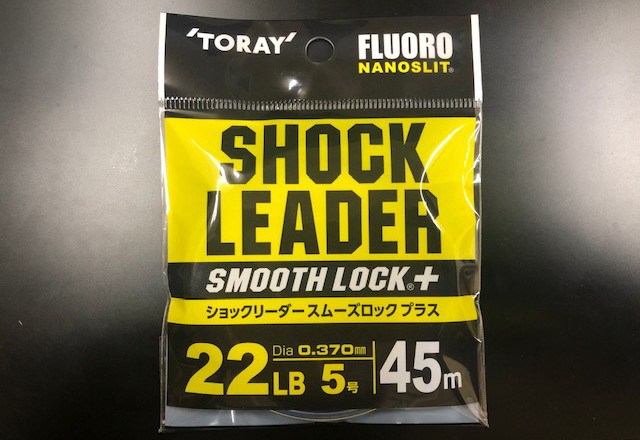 'TORAY'
FLUORO
NANOSLIT®
SHOCK
LEADER
SMOOTH LOCK®+
ショックリーダー スムーズロック プラス
22LB
Dia 0.370mm
5号
45m